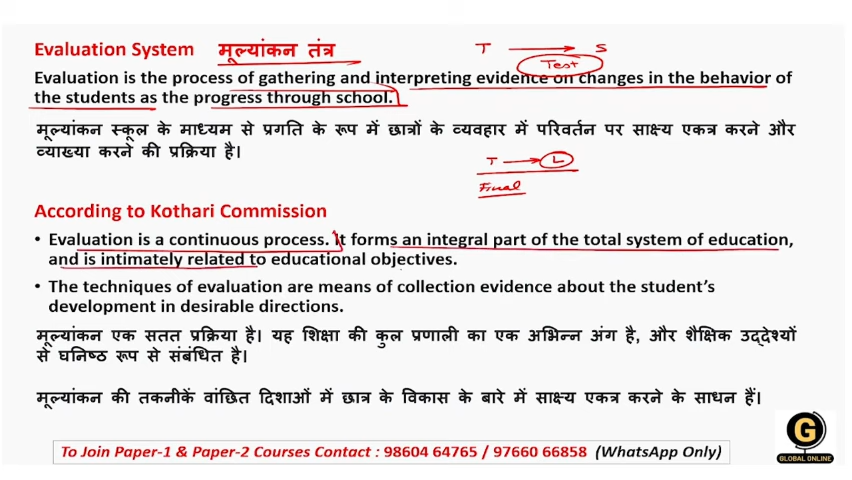 Evaluation System मूल्यांकन तंत्र
T S
Test
Evaluation is the process of gathering and interpreting evidence on changes in the behavior of
the students as the progress through school.
मूल्यांकन स्कूल के माध्यम से प्रगति के रूप में छात्रों के व्यवहार में परिवर्तन पर साक्ष्य एकत्र करने और
व्याख्या करने की प्रक्रिया है।
T L
Final
According to Kothari Commission
• Evaluation is a continuous process. It forms an integral part of the total system of education,
and is intimately related to educational objectives.
• The techniques of evaluation are means of collection evidence about the student's
development in desirable directions.
मूल्यांकन एक सतत प्रक्रिया है। यह शिक्षा की कुल प्रणाली का एक अभिन्न अंग है, और शैक्षिक उद्देश्यों
से घनिष्ठ रूप से संबंधित है।
मूल्यांकन की तकनीकें वांछित दिशाओं में छात्र के विकास के बारे में साक्ष्य एकत्र करने के साधन हैं।
G
GLOBAL ONLINE
To Join Paper-1 & Paper-2 Courses Contact : 98604 64765 / 97660 66858 (WhatsApp Only)